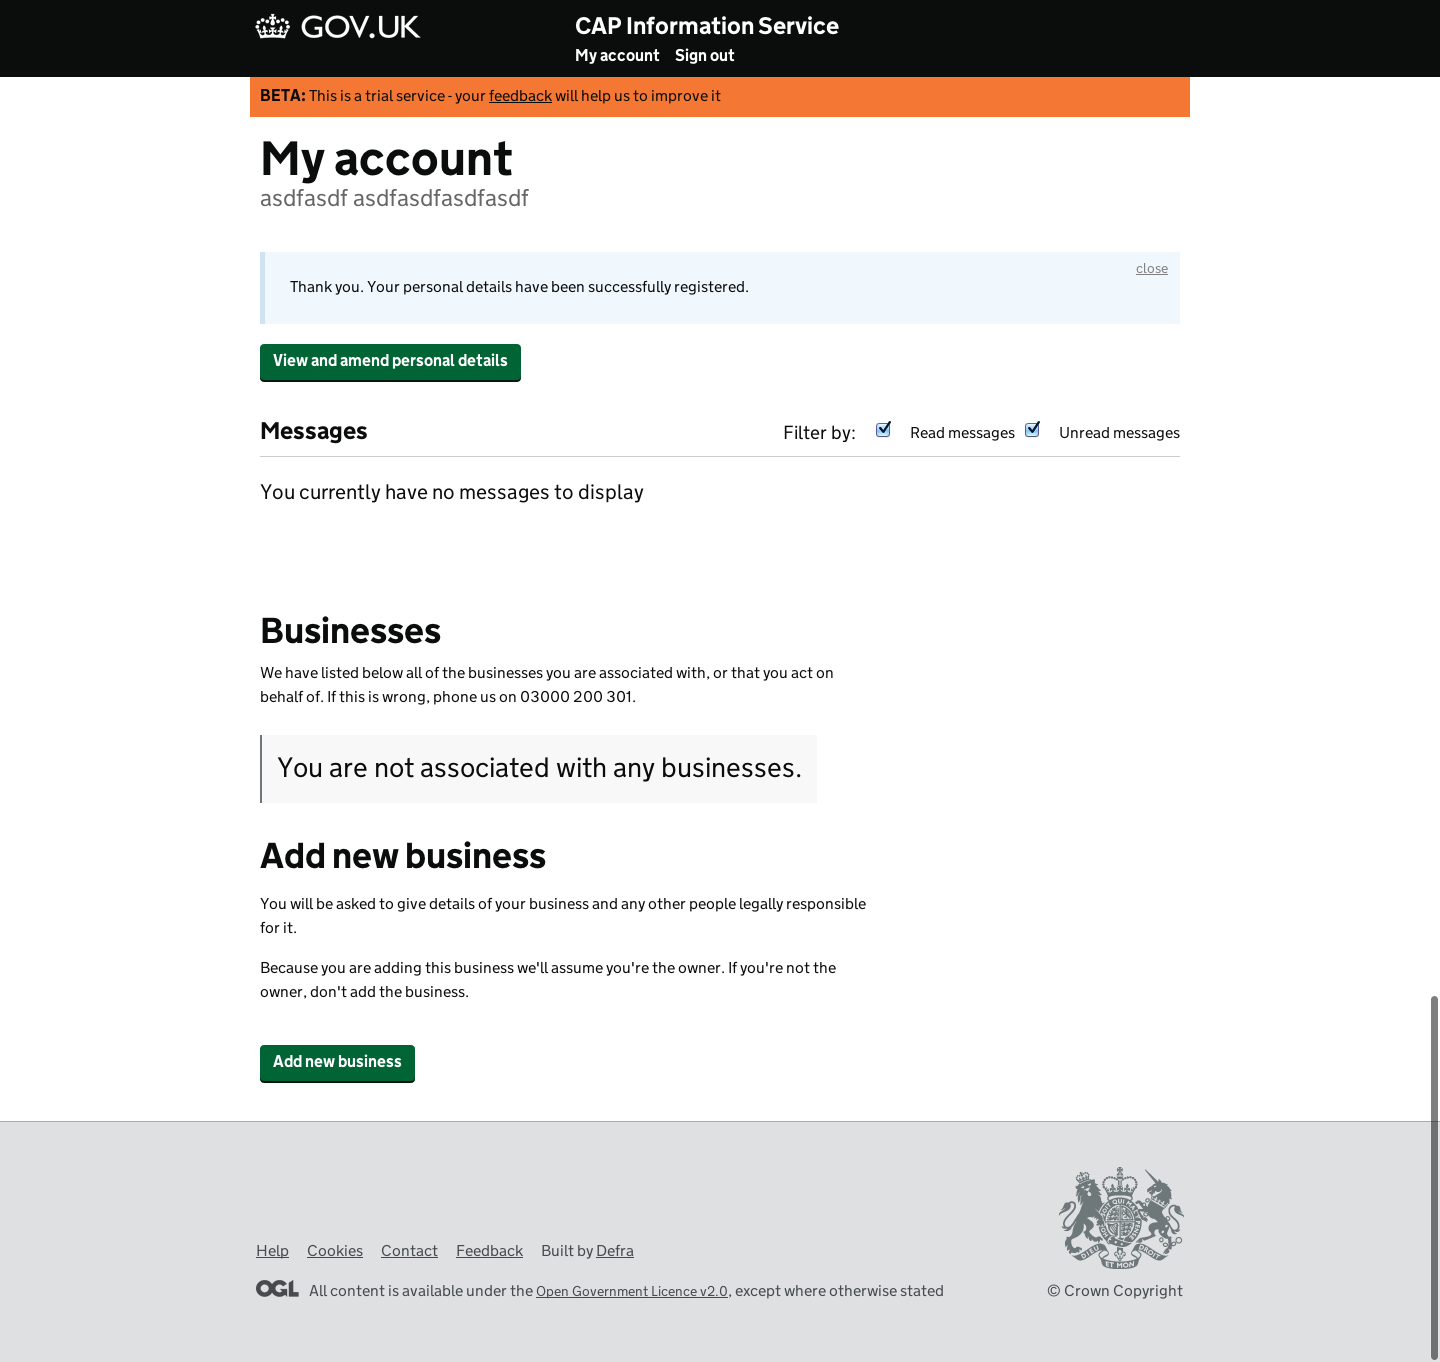 GOV.UK
CAP Information Service
My account Sign out
BETA: This is a trial service - your feedback will help us to improve it
My account
asdfasdf asdfasdfasdfasdf
close
Thank you. Your personal details have been successfully registered.
View and amend personal details
Messages
Filter by: Read messages Unread messages
You currently have no messages to display
Businesses
We have listed below all of the businesses you are associated with, or that you act on
behalf of. If this is wrong, phone us on 03000 200 301.
You are not associated with any businesses.
Add new business
You will be asked to give details of your business and any other people legally responsible
for it.
Because you are adding this business we'll assume you're the owner. If you're not the
owner, don't add the business.
Add new business
Help Cookies Contact Feedback Built by Defra
OGL All content is available under the Open Government Licence v2.0, except where otherwise stated
DIEU ET MON DROIT
© Crown Copyright